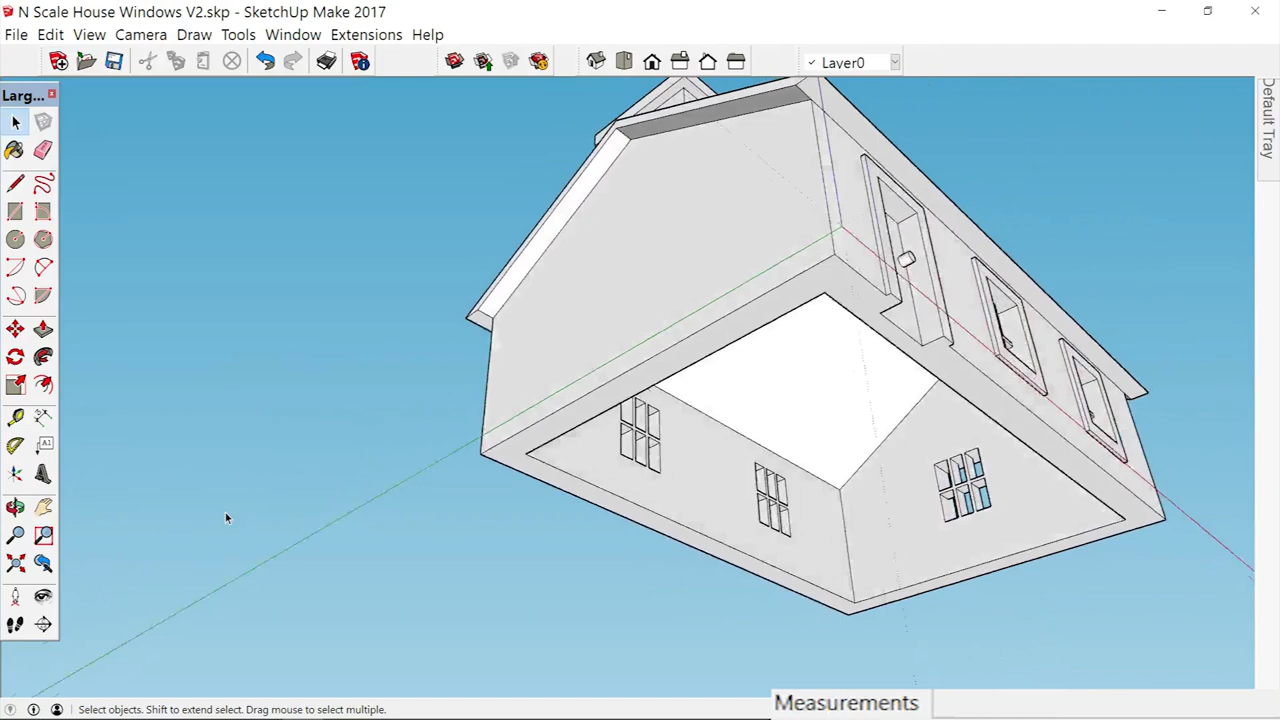 N Scale House Windows V2.skp - SketchUp Make 2017
File Edit View Camera Draw Tools Window Extensions Help
✓ Layer0
Larg...
Default Tray
A1
Select objects. Shift to extend select. Drag mouse to select multiple.
Measurements